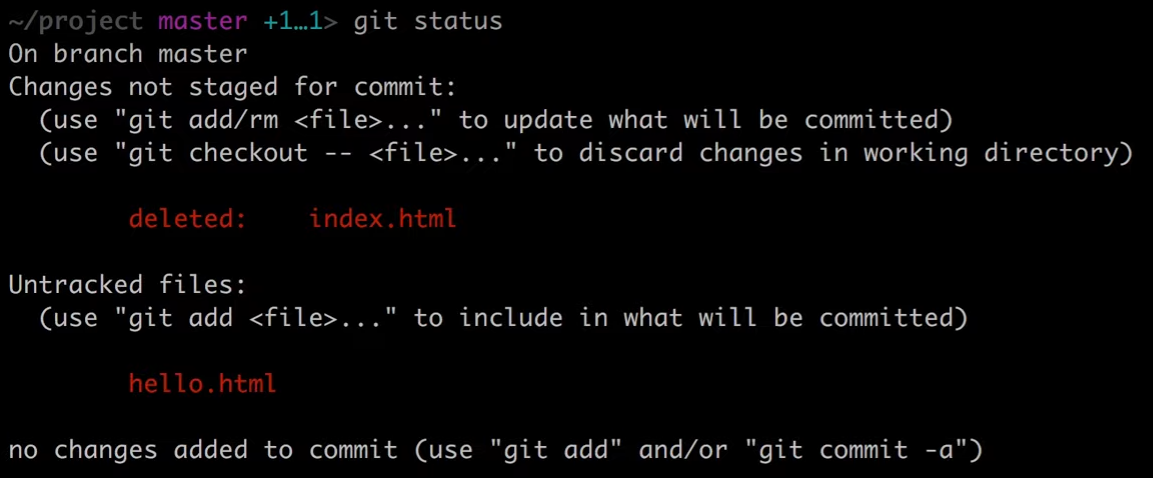 ~/project master +1…1> git status
On branch master
Changes not staged for commit:
  (use "git add/rm <file>..." to update what will be committed)
  (use "git checkout -- <file>..." to discard changes in working directory)

        deleted:    index.html

Untracked files:
  (use "git add <file>..." to include in what will be committed)

        hello.html

no changes added to commit (use "git add" and/or "git commit -a")